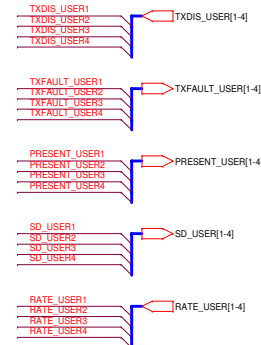 TXDIS_USER1
TXDIS_USER[1-4]
TXDIS_USER2
TXDIS_USER3
TXDIS_USER4
TXFAULT_USER1
TXFAULT_USER[1-4]
TXFAULT_USER2
TXFAULT_USER3
TXFAULT_USER4
PRESENT_USER1
PRESENT_USER[1-4
PRESENT_USER2
PRESENT_USER3
PRESENT_USER4
SD_USER1
SD_USER[1-4]
SD_USER2
SD_USER3
SD_USER4
RATE_USER1
RATE_USER[1-4]
RATE_USER2
RATE_USER3
RATE_USER4